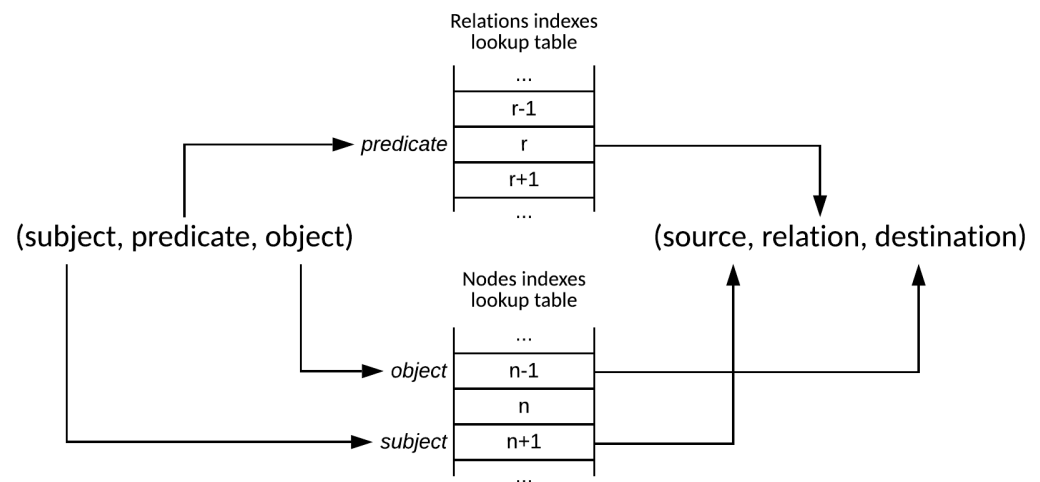 Relations indexes
lookup table
...
r-1
predicate r
r+1
...
(subject, predicate, object) (source, relation, destination)
Nodes indexes
lookup table
...
object n-1
n
subject n+1
...